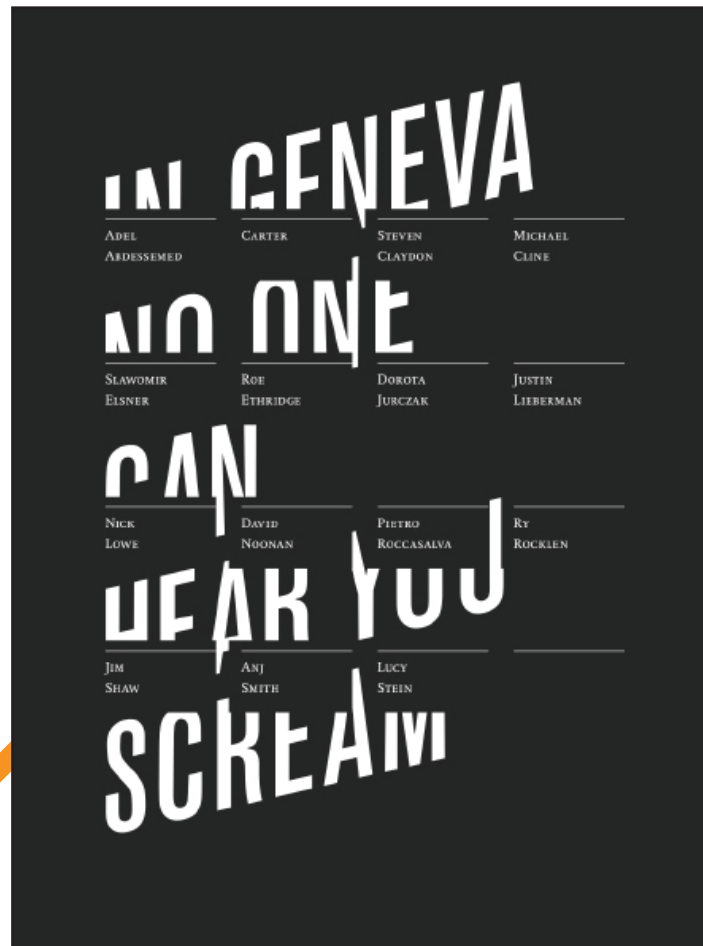 IN GENEVA
ADEL ABDESSEMED
CARTER
STEVEN CLAYDON
MICHAEL CLINE
NO ONE
SLAWOMIR ELSNER
ROE ETHRIDGE
DOROTA JURCZAK
JUSTIN LIEBERMAN
CAN
NICK LOWE
DAVID NOONAN
PIETRO ROCCASALVA
RY ROCKLEN
HEAR YOU
JIM SHAW
ANJ SMITH
LUCY STEIN
SCREAM